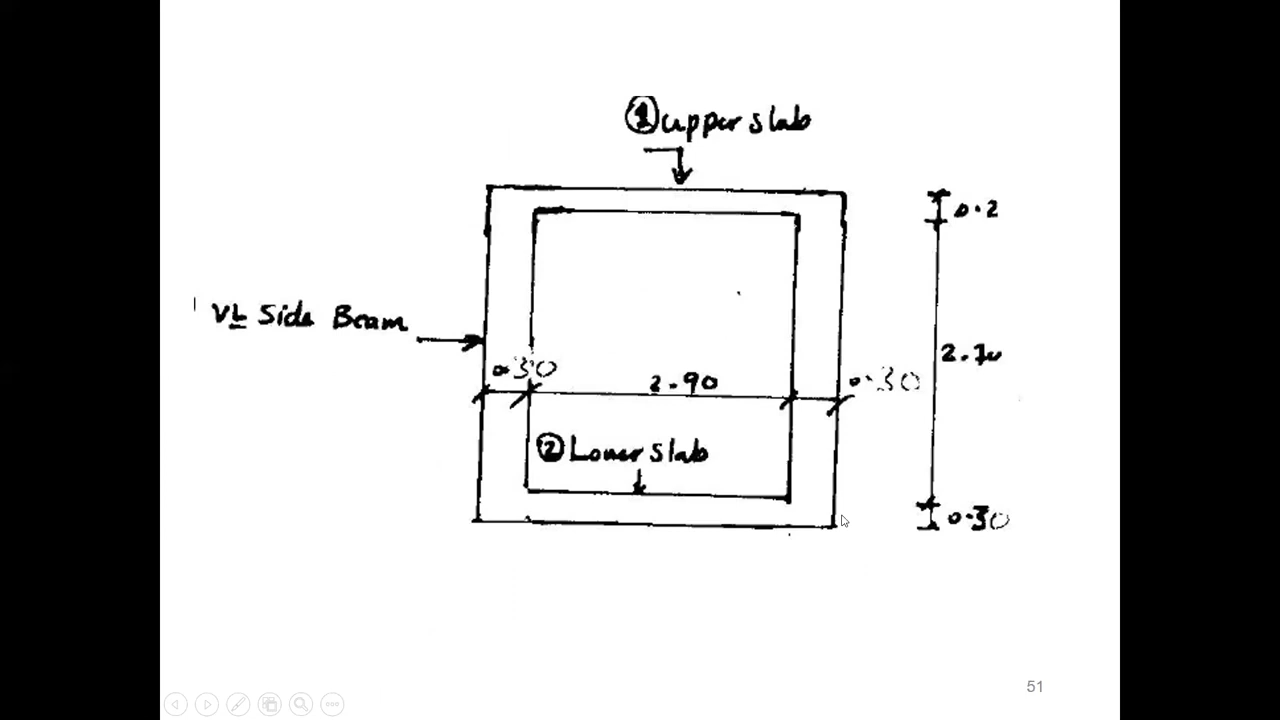 ① upper slab
0.2
VL Side Beam
2.70
0.30
2.90
0.30
② Lower slab
0.30
51